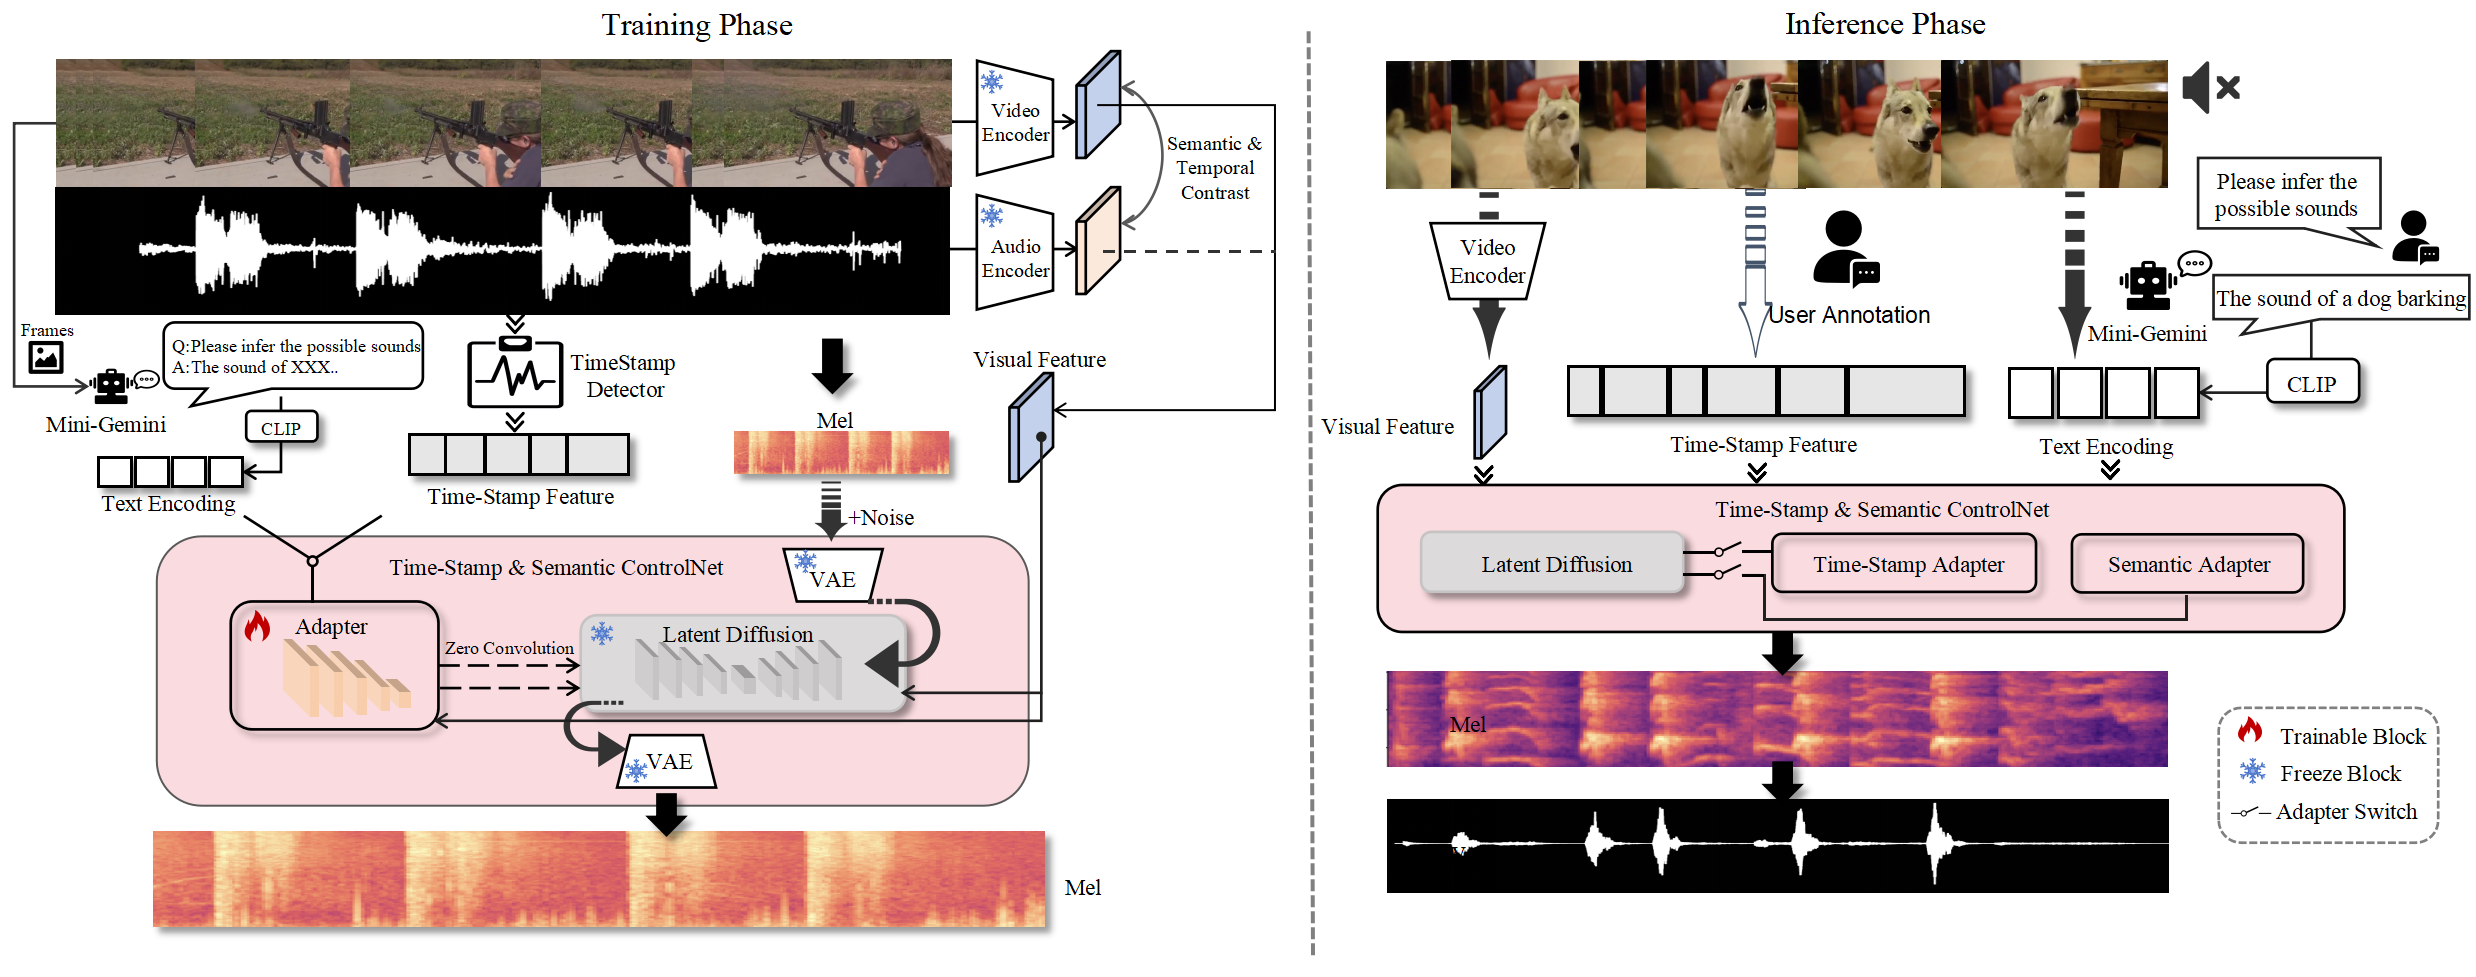 Training Phase
Video
Encoder
Semantic &
Temporal
Contrast
Audio
Encoder
Frames
Q:Please infer the possible sounds
A:The sound of XXX..
Mini-Gemini
CLIP
Text Encoding
TimeStamp
Detector
Time-Stamp Feature
Mel
+Noise
Visual Feature
Time-Stamp & Semantic ControlNet
VAE
Adapter
Zero Convolution
Latent Diffusion
VAE
Mel
Inference Phase
Please infer the
possible sounds
Video
Encoder
User Annotation
Mini-Gemini
The sound of a dog barking
CLIP
Visual Feature
Time-Stamp Feature
Text Encoding
Time-Stamp & Semantic ControlNet
Latent Diffusion
Time-Stamp Adapter
Semantic Adapter
Mel
Trainable Block
Freeze Block
Adapter Switch